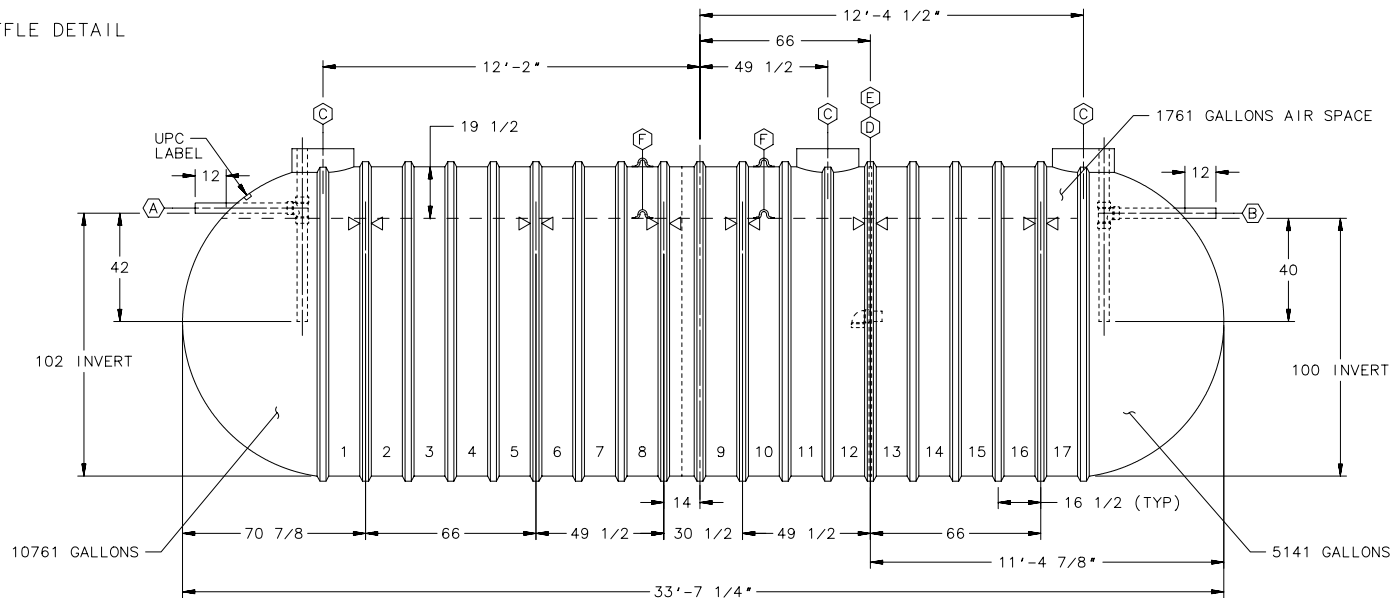 FFLE DETAIL
12'-4 1/2"
66
12'-2"
49 1/2
E
C
C
C
D
UPC
LABEL
19 1/2
F
F
1761 GALLONS AIR SPACE
12
12
A
B
42
40
102 INVERT
100 INVERT
1 2 3 4 5 6 7 8 9 10 11 12 13 14 15 16 17
14
16 1/2 (TYP)
70 7/8
66
49 1/2
30 1/2
49 1/2
66
10761 GALLONS
5141 GALLONS
11'-4 7/8"
33'-7 1/4"